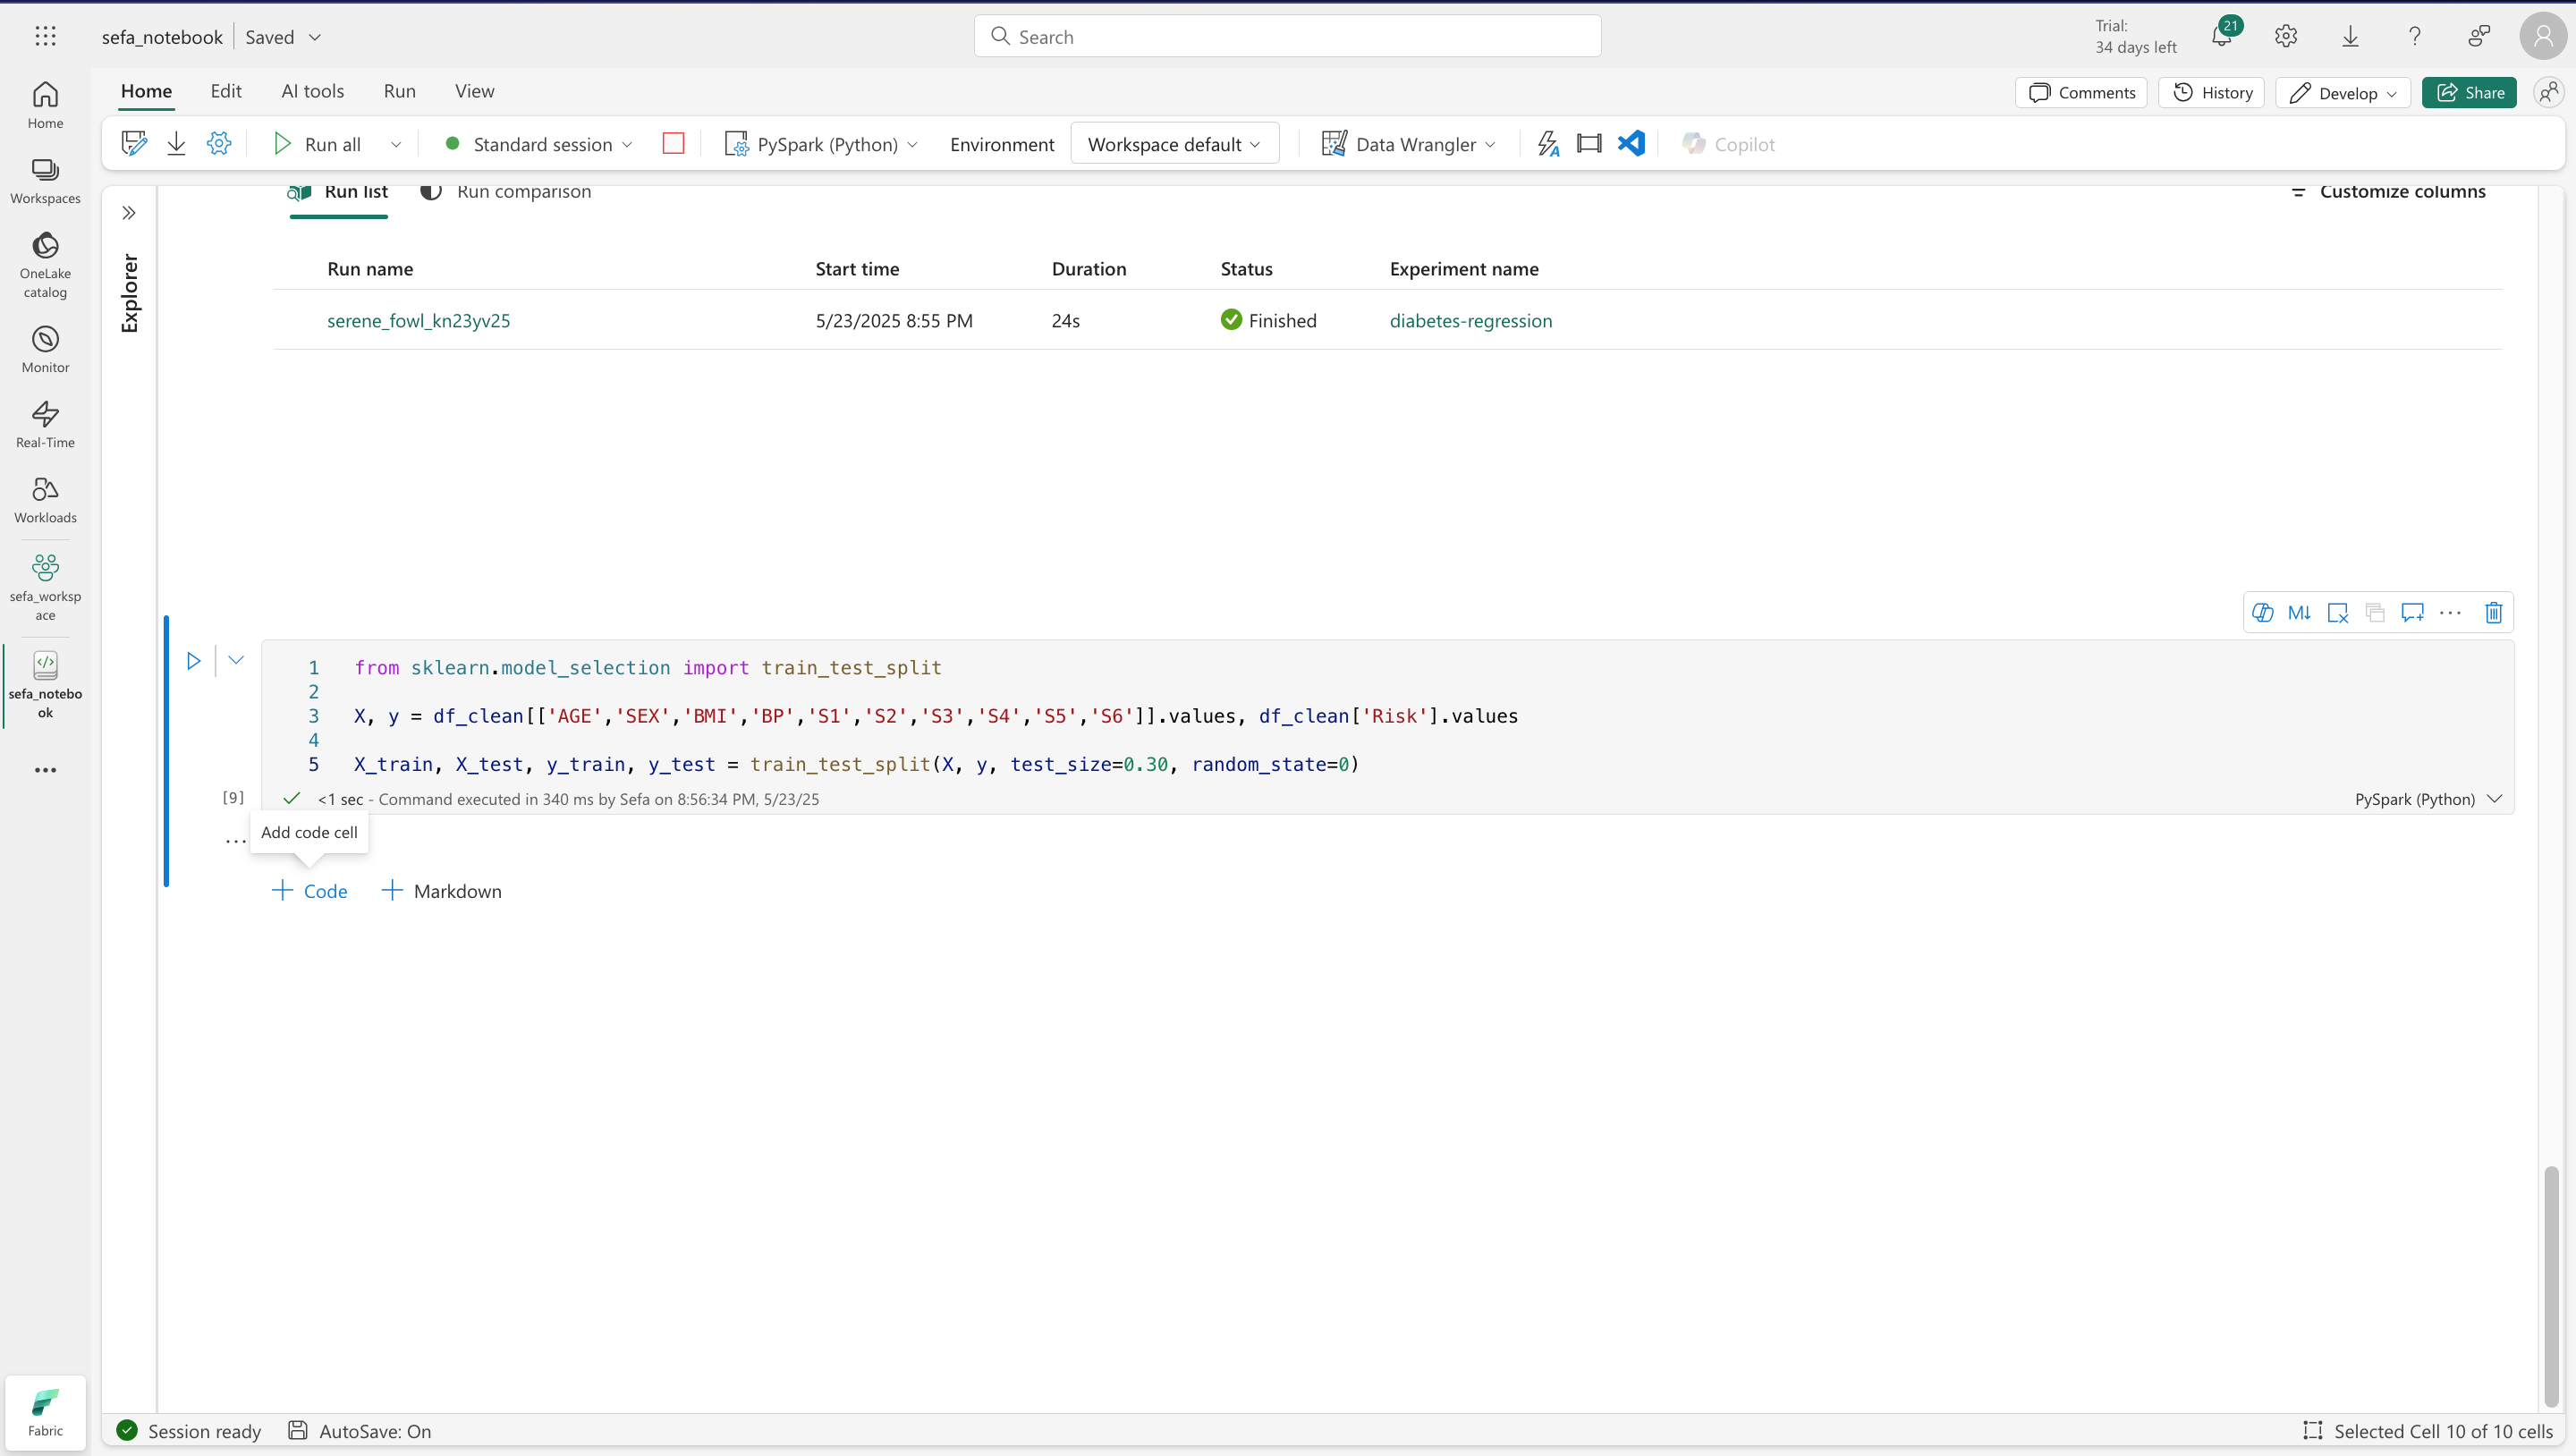 sefa_notebook Saved
Search
Trial:
34 days left
21
Home Edit AI tools Run View
Comments History Develop Share
Run all Standard session PySpark (Python) Environment Workspace default Data Wrangler Copilot
Home
Workspaces
OneLake
catalog
Monitor
Real-Time
Workloads
sefa_worksp
ace
sefa_notebo
ok
Fabric
Explorer
Run list Run comparison Customize columns
Run name Start time Duration Status Experiment name
serene_fowl_kn23yv25 5/23/2025 8:55 PM 24s Finished diabetes-regression
M↓
1 from sklearn.model_selection import train_test_split
2
3 X, y = df_clean[['AGE','SEX','BMI','BP','S1','S2','S3','S4','S5','S6']].values, df_clean['Risk'].values
4
5 X_train, X_test, y_train, y_test = train_test_split(X, y, test_size=0.30, random_state=0)
[9] <1 sec - Command executed in 340 ms by Sefa on 8:56:34 PM, 5/23/25 PySpark (Python)
Add code cell
Code Markdown
Session ready AutoSave: On Selected Cell 10 of 10 cells